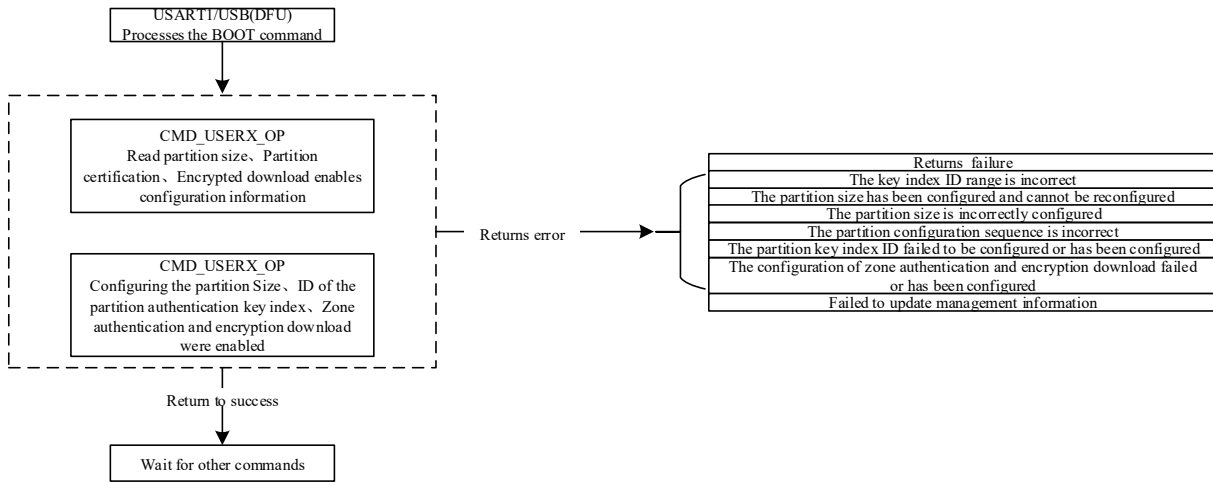 USART1/USB(DFU)
Processes the BOOT command
CMD_USERX_OP
Read partition size、Partition
certification、Encrypted download enables
configuration information
CMD_USERX_OP
Configuring the partition Size、ID of the
partition authentication key index、Zone
authentication and encryption download
were enabled
Return to success
Wait for other commands
Returns error
Returns failure
The key index ID range is incorrect
The partition size has been configured and cannot be reconfigured
The partition size is incorrectly configured
The partition configuration sequence is incorrect
The partition key index ID failed to be configured or has been configured
The configuration of zone authentication and encryption download failed
or has been configured
Failed to update management information